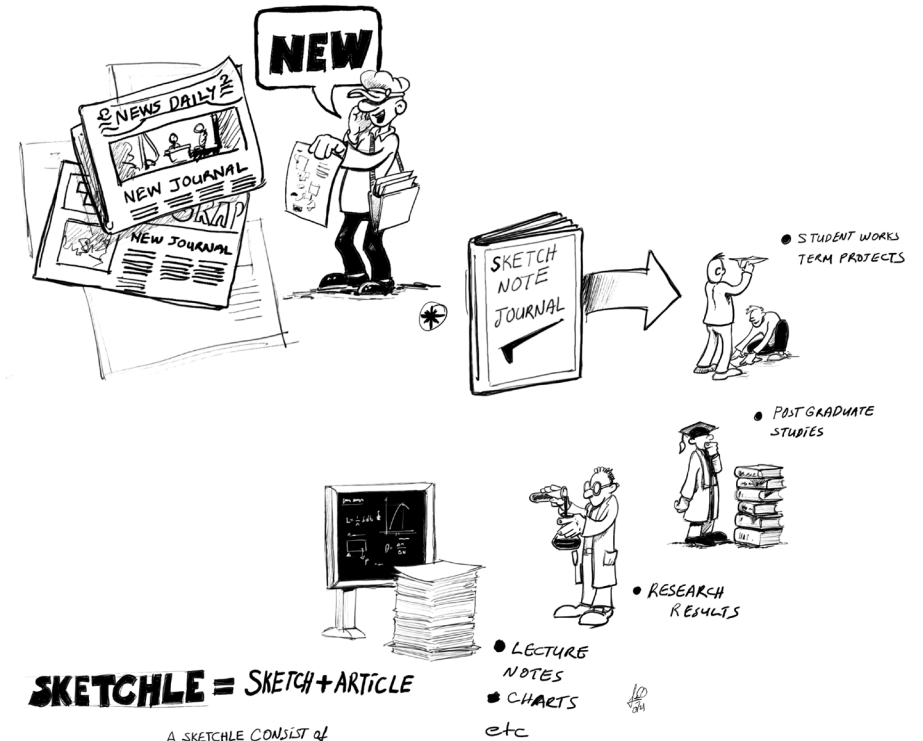 NEW
NEWS DAILY
NEW JOURNAL
NEW JOURNAL
SKETCH
NOTE
JOURNAL
STUDENT WORKS
TERM PROJECTS
POST GRADUATE
STUDIES
RESEARCH
RESULTS
LECTURE
NOTES
CHARTS
etc
SKETCHLE = SKETCH + ARTICLE
A SKETCHLE CONSIST of